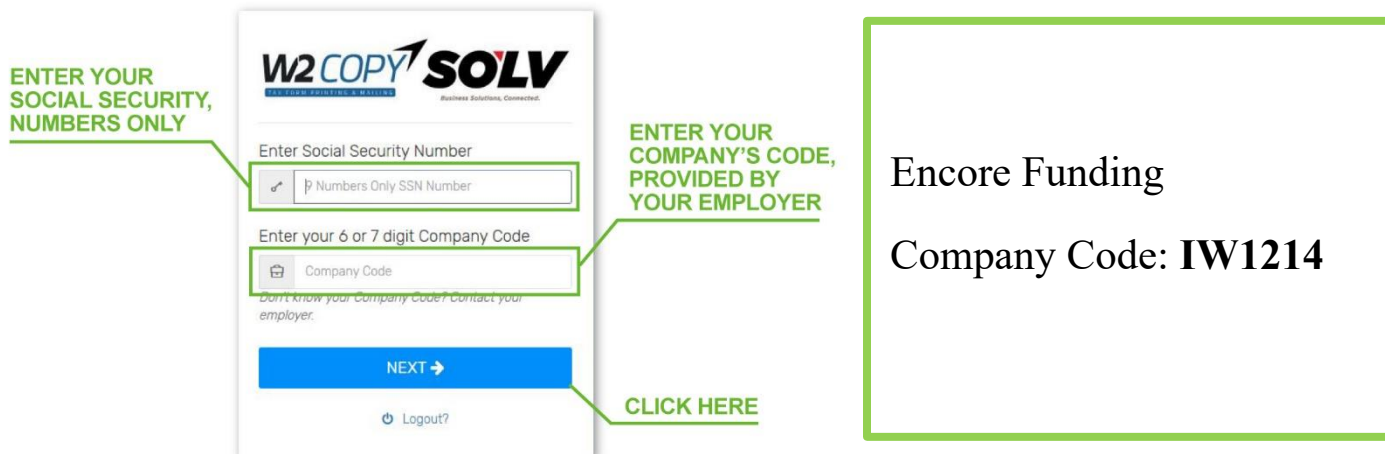 ENTER YOUR
SOCIAL SECURITY,
NUMBERS ONLY
W2 COPY
TAX FORM PRINTING & MAILING
SOLV
Business Solutions, Connected.
Enter Social Security Number
9 Numbers Only SSN Number
Enter your 6 or 7 digit Company Code
Company Code
Don't know your Company Code? Contact your
employer.
NEXT
Logout?
ENTER YOUR
COMPANY'S CODE,
PROVIDED BY
YOUR EMPLOYER
CLICK HERE
Encore Funding
Company Code: IW1214